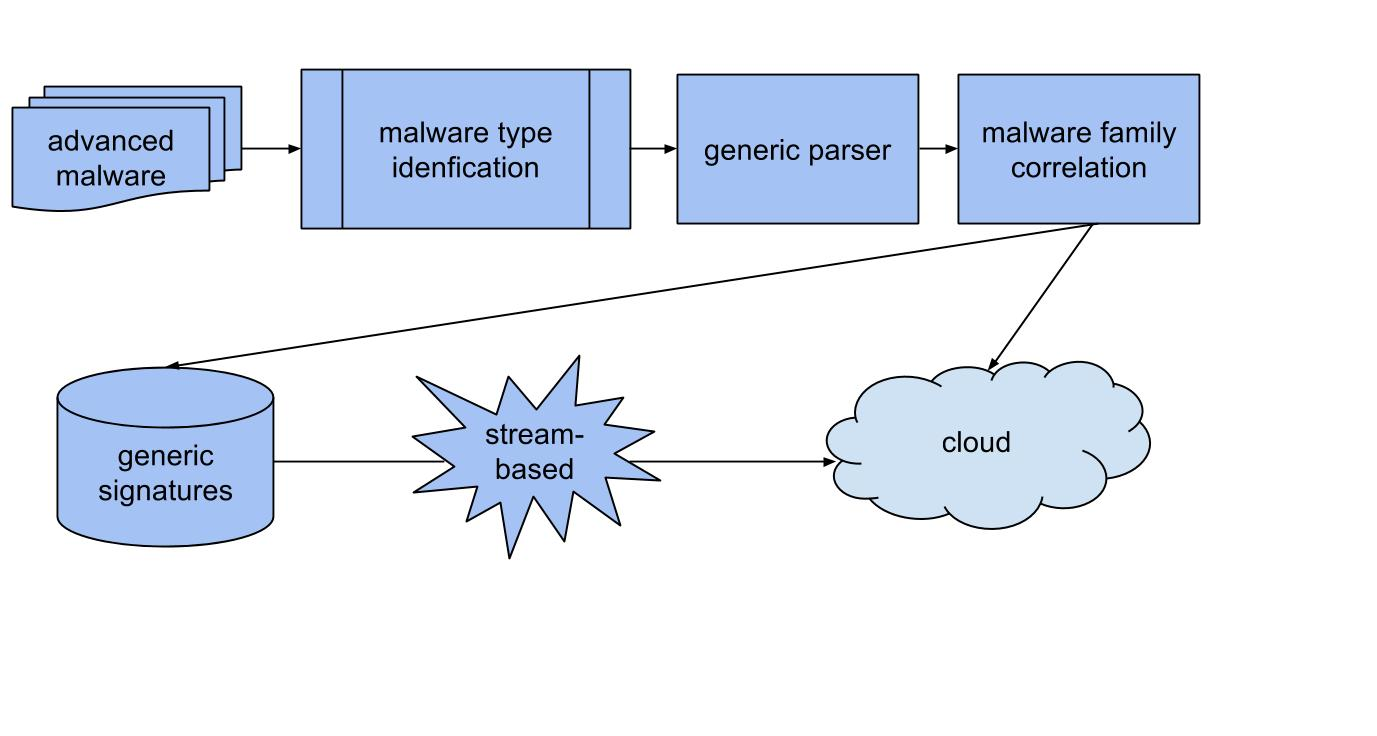 advanced
malware
malware type
idenfication
generic parser
malware family
correlation
generic
signatures
stream-
based
cloud